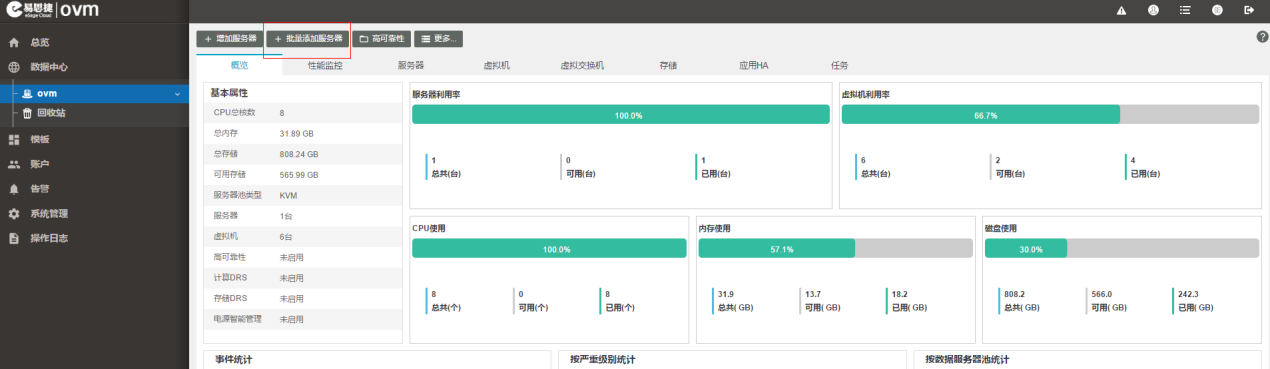 易思捷 eSage Cloud | ovm
+ 增加服务器 + 批量添加服务器 高可靠性 更多...
总览
数据中心
ovm
回收站
模板
账户
告警
系统管理
操作日志
概览 性能监控 服务器 虚拟机 虚拟交换机 存储 应用HA 任务
基本属性
CPU总核数 8
总内存 31.89 GB
总存储 808.24 GB
可用存储 565.99 GB
服务器池类型 KVM
服务器 1台
虚拟机 6台
高可靠性 未启用
计算DRS 未启用
存储DRS 未启用
电源智能管理 未启用
服务器利用率
100.0%
1 0 1
总共(台) 可用(台) 已用(台)
虚拟机利用率
66.7%
6 2 4
总共(台) 可用(台) 已用(台)
CPU使用
100.0%
8 0 8
总共(个) 可用(个) 已用(个)
内存使用
57.1%
31.9 13.7 18.2
总共( GB) 可用( GB) 已用( GB)
磁盘使用
30.0%
808.2 566.0 242.3
总共( GB) 可用( GB) 已用( GB)
事件统计 按严重级别统计 按数据服务器池统计